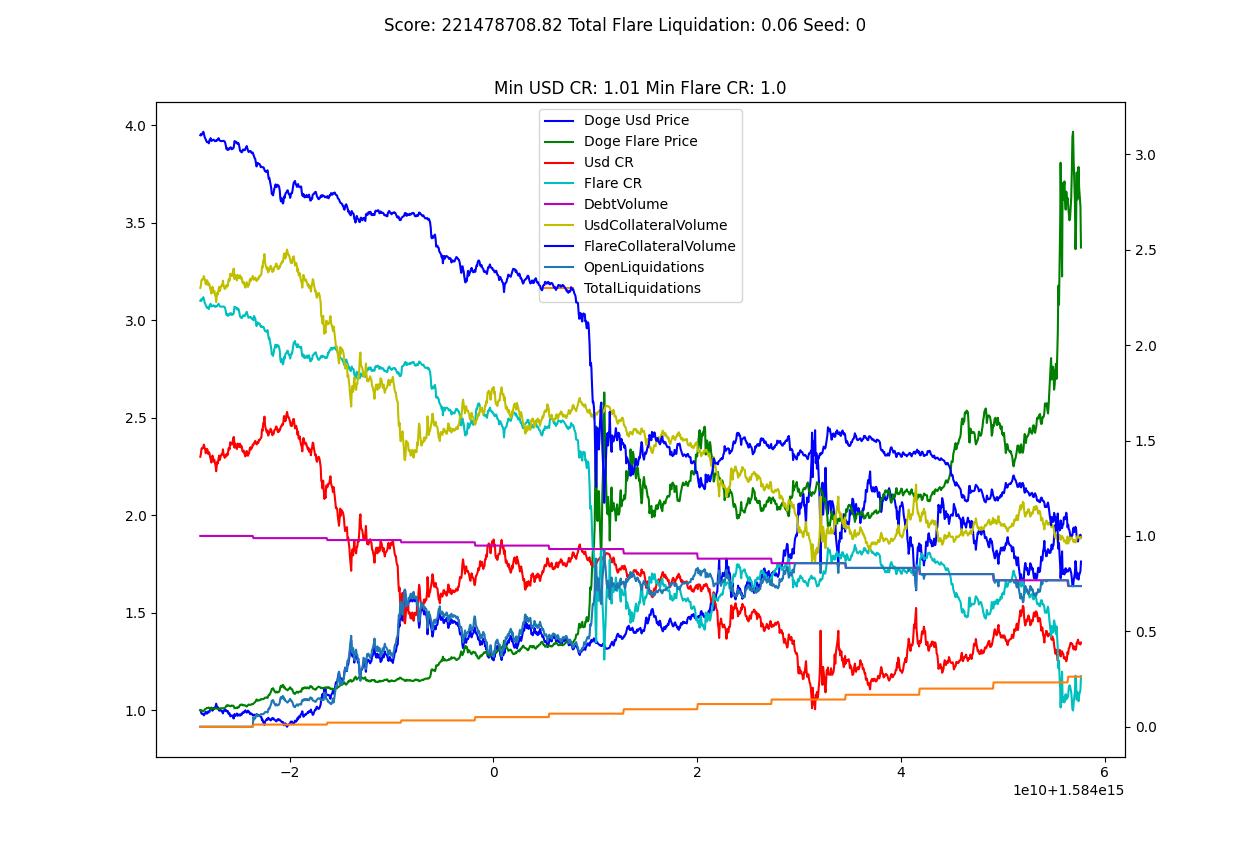 Score: 221478708.82 Total Flare Liquidation: 0.06 Seed: 0
Min USD CR: 1.01 Min Flare CR: 1.0
Doge Usd Price
Doge Flare Price
Usd CR
Flare CR
DebtVolume
UsdCollateralVolume
FlareCollateralVolume
OpenLiquidations
TotalLiquidations
4.0
3.5
3.0
2.5
2.0
1.5
1.0
3.0
2.5
2.0
1.5
1.0
0.5
0.0
−2 0 2 4 6
1e10+1.584e15